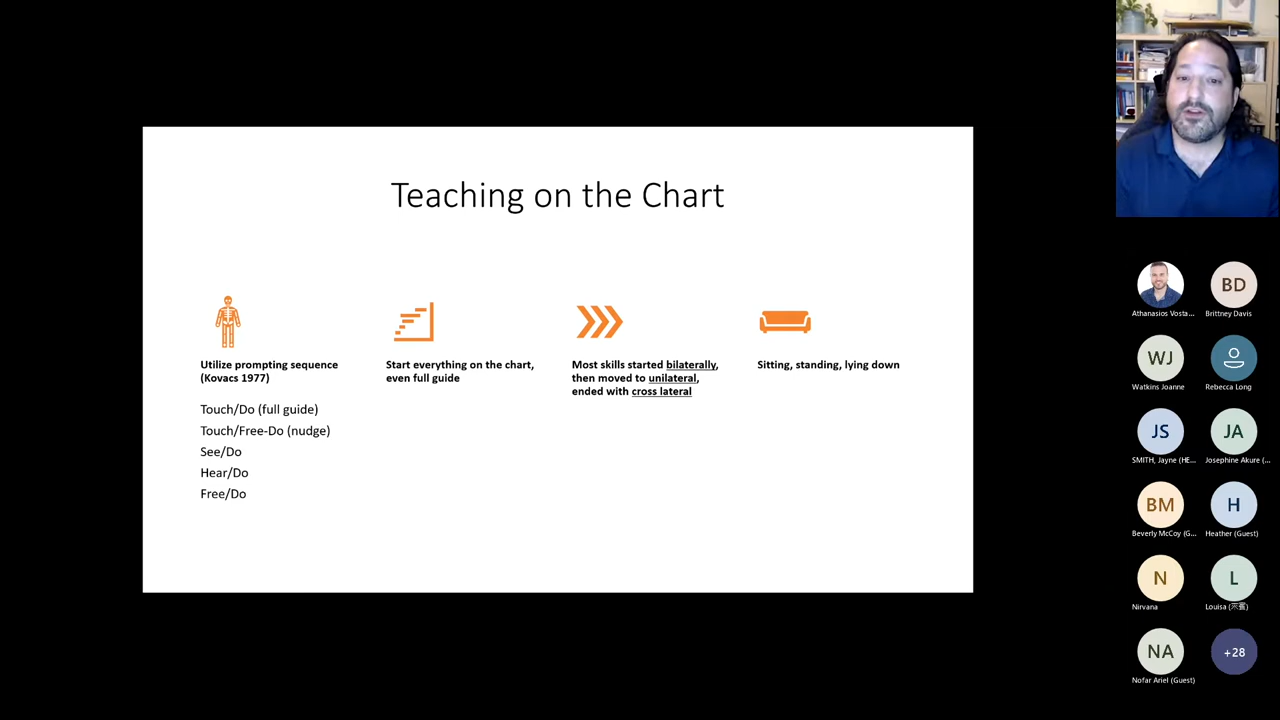 Teaching on the Chart
Utilize prompting sequence
(Kovacs 1977)
Touch/Do (full guide)
Touch/Free-Do (nudge)
See/Do
Hear/Do
Free/Do
Start everything on the chart,
even full guide
Most skills started bilaterally,
then moved to unilateral,
ended with cross lateral
Sitting, standing, lying down
Athanasios Vosta...
BD
Brittney Davis
WJ
Watkins Joanne
Rebecca Long
JS
SMITH, Jayne (HE...
JA
Josephine Akure (...
BM
Beverly McCoy (G...
H
Heather (Guest)
N
Nirvana
L
Louisa
NA
Nofar Ariel (Guest)
+28